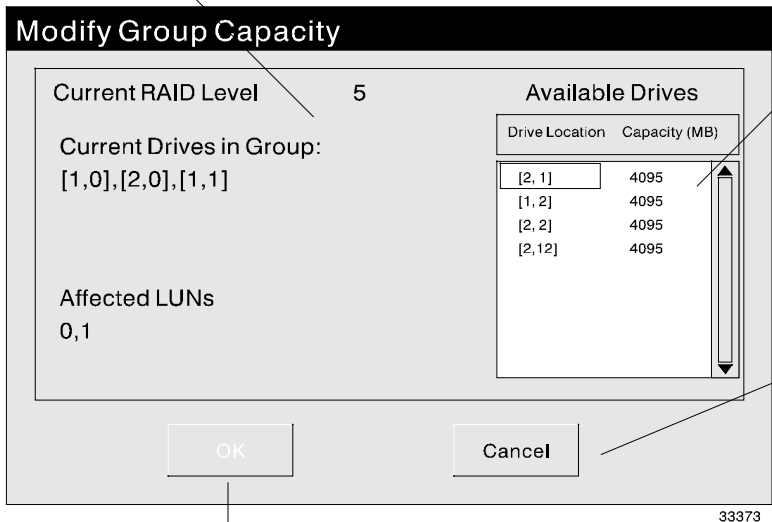 Modify Group Capacity
Current RAID Level 5
Current Drives in Group:
[1,0],[2,0],[1,1]
Affected LUNs
0,1
Available Drives
Drive Location Capacity (MB)
[2, 1] 4095
[1, 2] 4095
[2, 2] 4095
[2,12] 4095
OK
Cancel
33373